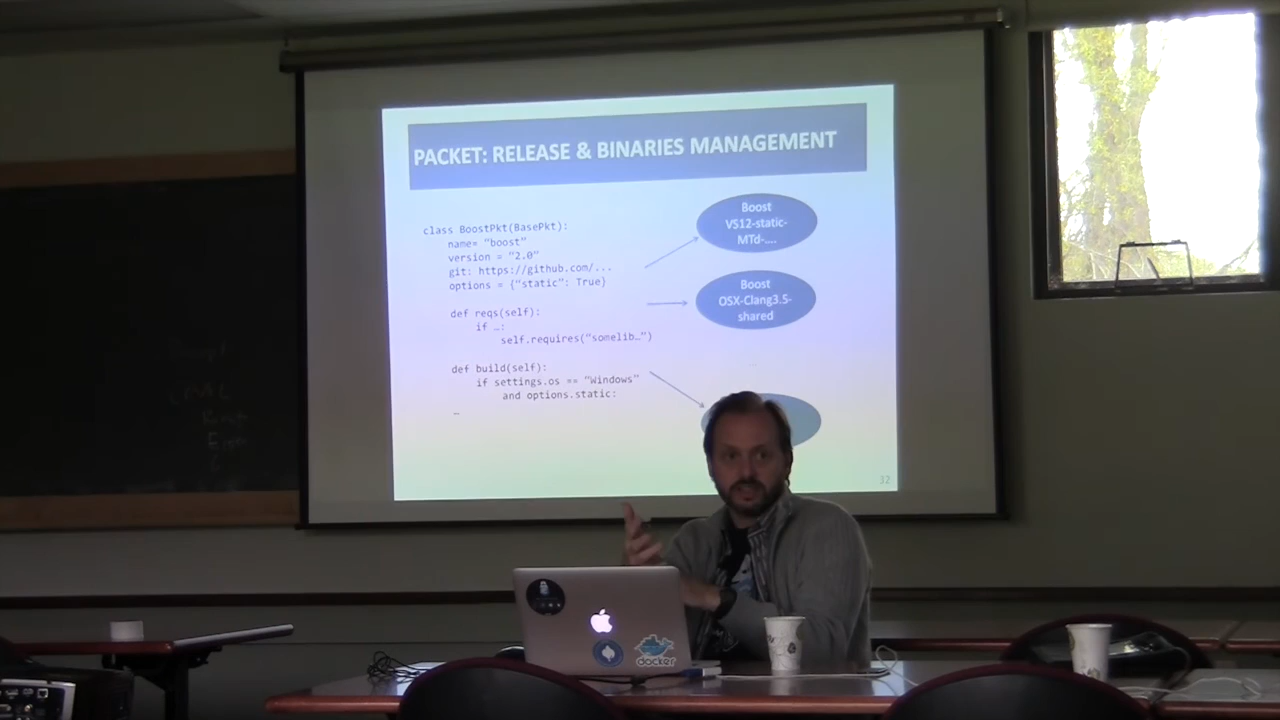 PACKET: RELEASE & BINARIES MANAGEMENT
class BoostPkt(BasePkt):
name= “boost”
version = “2.0”
git: https://github.com/...
options = {“static”: True}
def reqs(self):
if …:
self.requires(“somelib…”)
def build(self):
if settings.os == “Windows”
and options.static:
…
Boost
VS12-static-
MTd-....
Boost
OSX-Clang3.5-
shared
32
docker